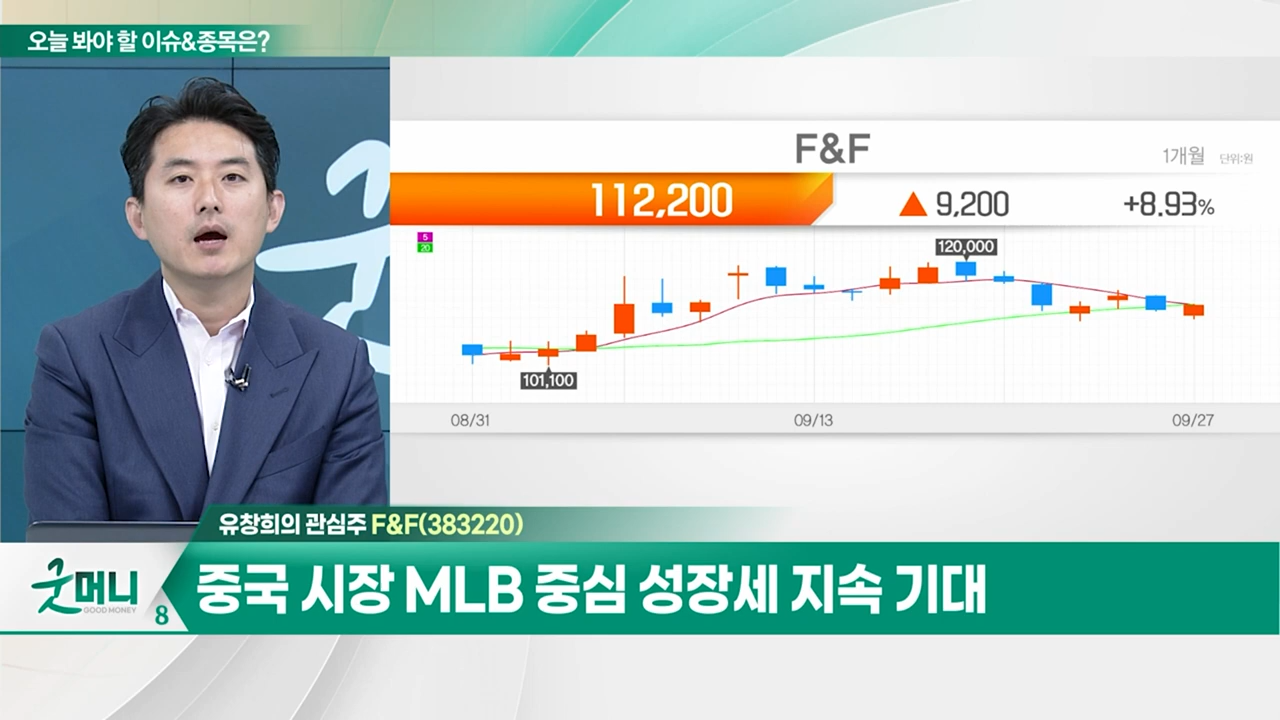 오늘 봐야 할 이슈&종목은?
F&F
1개월 단위:원
112,200 ▲ 9,200 +8.93%
5
20
120,000
101,100
08/31 09/13 09/27
유창희의 관심주 F&F(383220)
굿머니
GOOD MONEY
8
중국 시장 MLB 중심 성장세 지속 기대